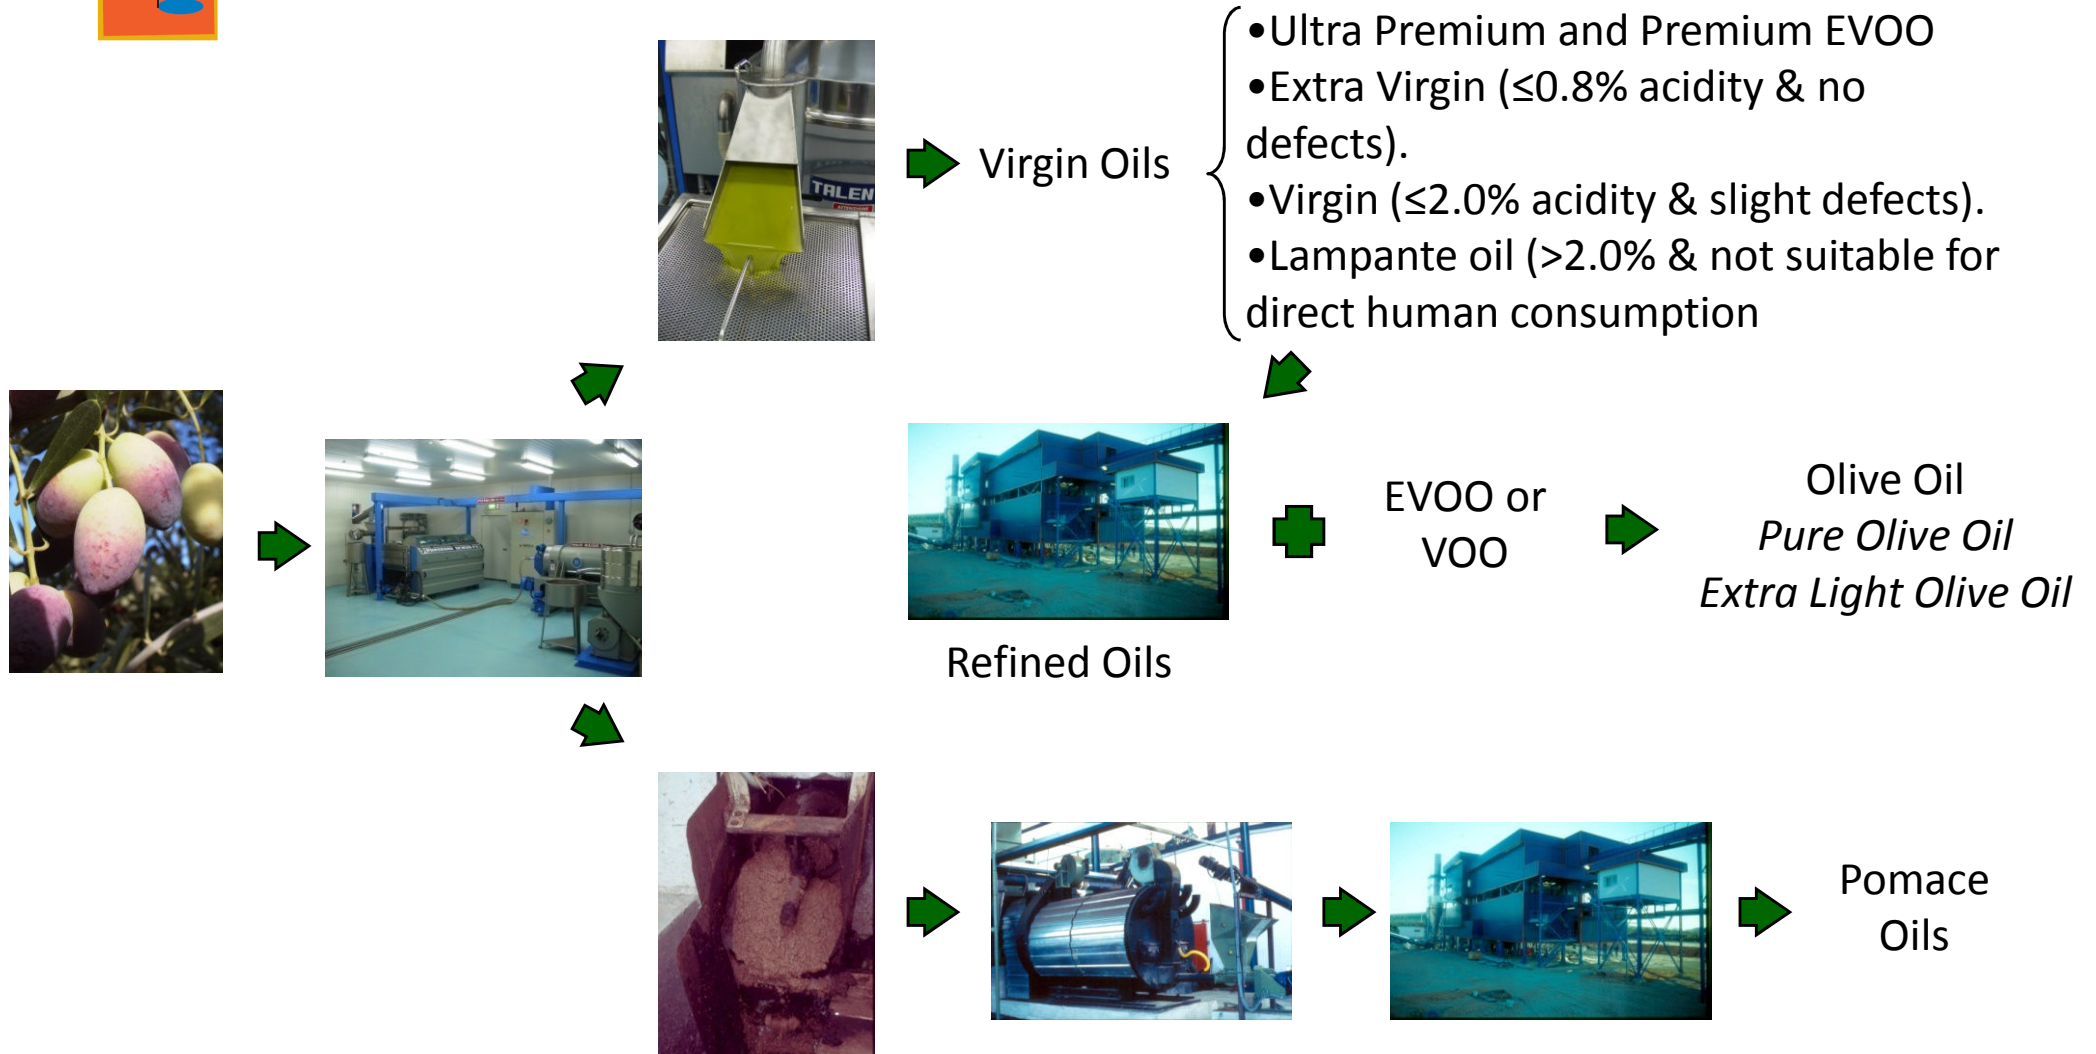 •Ultra Premium and Premium EVOO
•Extra Virgin (≤0.8% acidity & no
defects).
•Virgin (≤2.0% acidity & slight defects).
•Lampante oil (>2.0% & not suitable for
direct human consumption
Virgin Oils
TALEN
EVOO or
VOO
Olive Oil
Pure Olive Oil
Extra Light Olive Oil
Refined Oils
Pomace
Oils